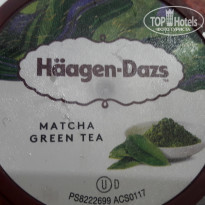 TOP Hotels
Häagen-Dazs
MATCHA
GREEN TEA
U D
PS8222699 ACS0117